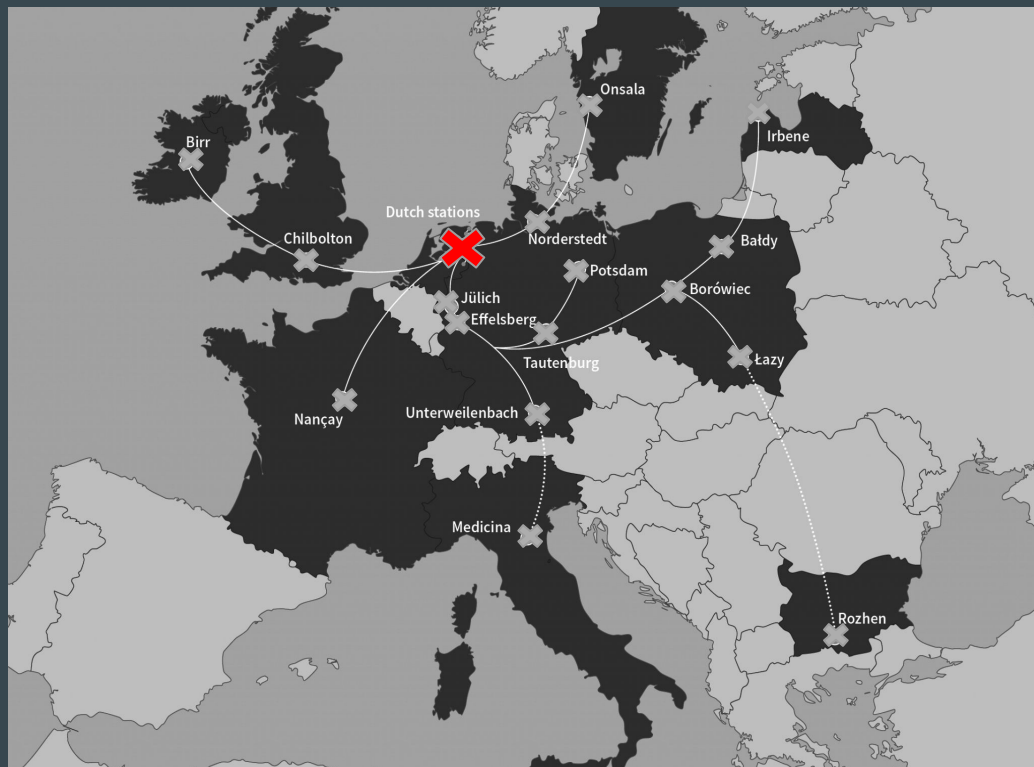 Onsala
Irbene
Birr
Dutch stations
Chilbolton
Norderstedt
Bałdy
Potsdam
Borówiec
Jülich
Effelsberg
Tautenburg
Łazy
Nançay
Unterweilenbach
Medicina
Rozhen